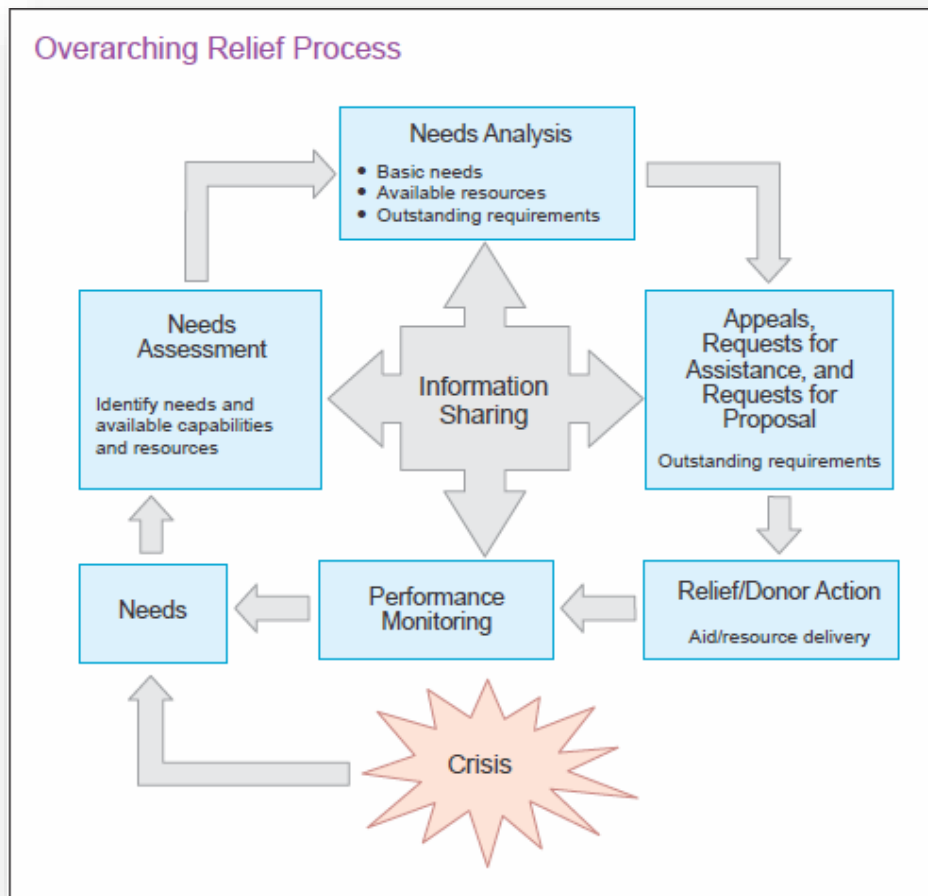 Overarching Relief Process
Needs Analysis
• Basic needs
• Available resources
• Outstanding requirements
Needs
Assessment
Identify needs and
available capabilities
and resources
Information
Sharing
Appeals,
Requests for
Assistance, and
Requests for
Proposal
Outstanding requirements
Needs
Performance
Monitoring
Relief/Donor Action
Aid/resource delivery
Crisis